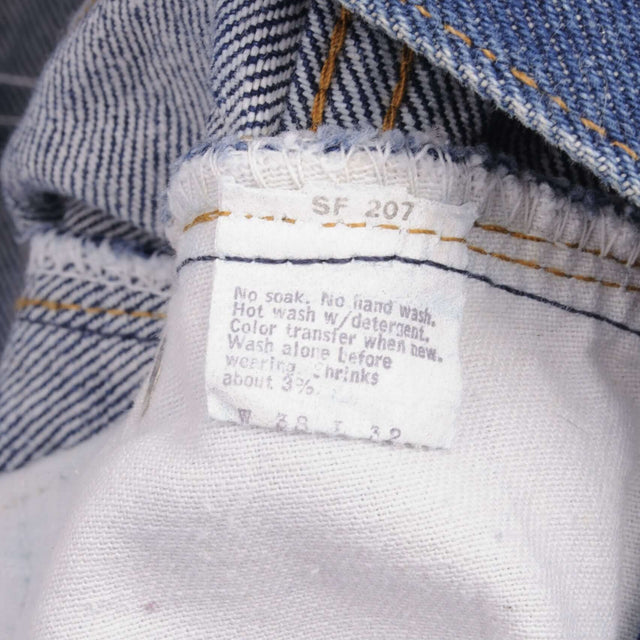 SF 207
No soak. No hand wash.
Hot wash w/detergent.
Color transfer when new.
Wash alone before
wearing. Shrinks
about 3%.
W 38 L 32